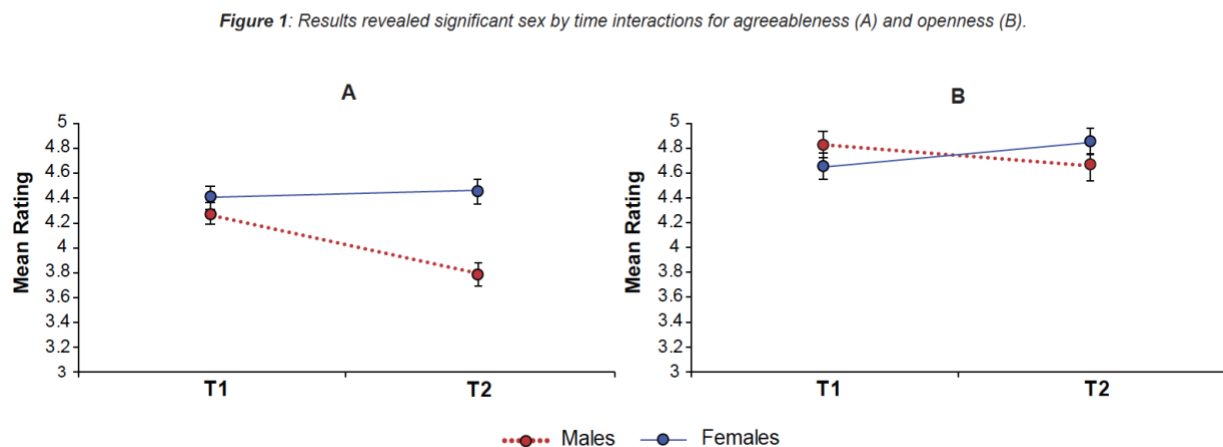 Figure 1: Results revealed significant sex by time interactions for agreeableness (A) and openness (B).
A
Mean Rating
5
4.8
4.6
4.4
4.2
4
3.8
3.6
3.4
3.2
3
T1 T2
B
Mean Rating
5
4.8
4.6
4.4
4.2
4
3.8
3.6
3.4
3.2
3
T1 T2
Males Females